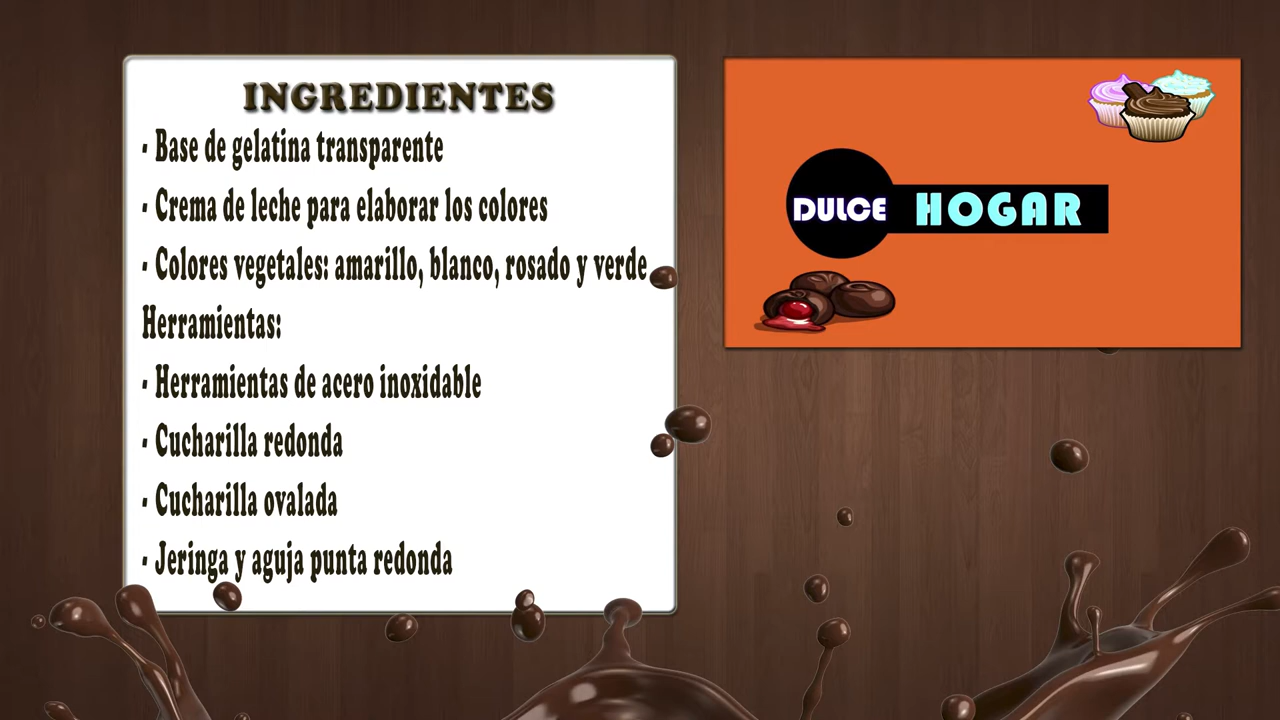 INGREDIENTES
· Base de gelatina transparente
· Crema de leche para elaborar los colores
· Colores vegetales: amarillo, blanco, rosado y verde
Herramientas:
· Herramientas de acero inoxidable
· Cucharilla redonda
· Cucharilla ovalada
· Jeringa y aguja punta redonda
DULCE HOGAR